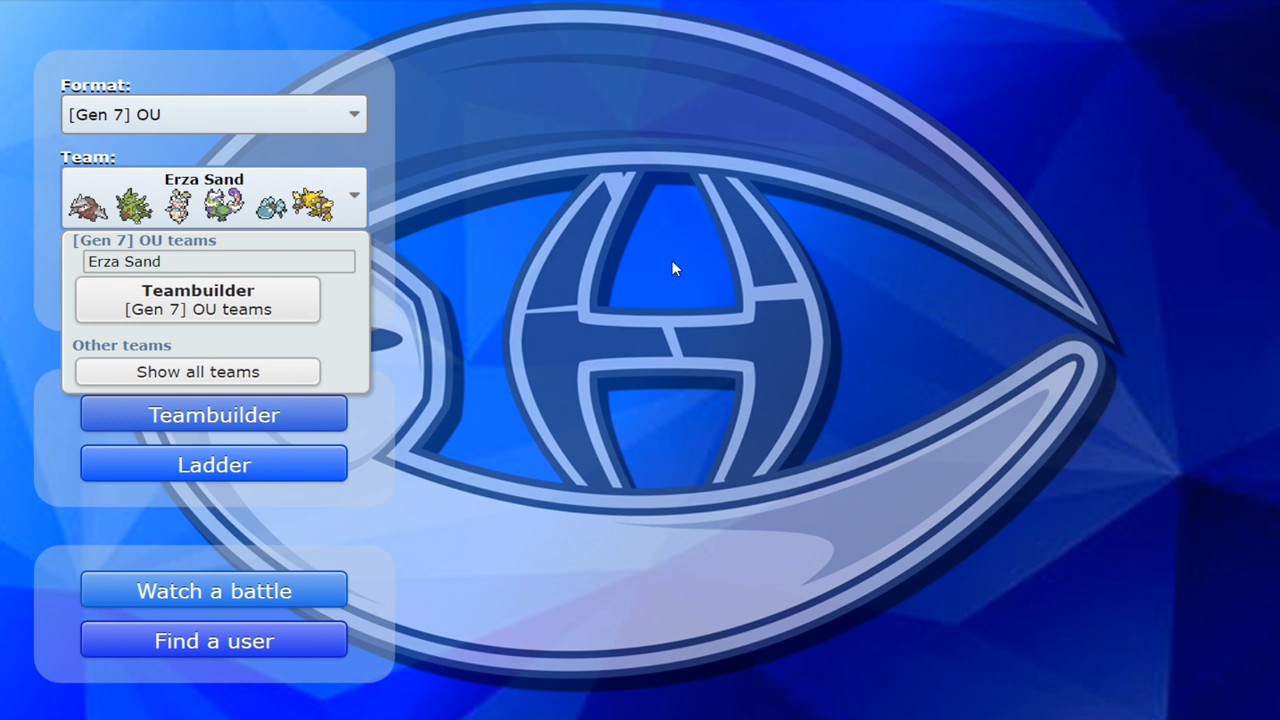 Format:
[Gen 7] OU
Team:
Erza Sand
[Gen 7] OU teams
Erza Sand
Teambuilder
[Gen 7] OU teams
Other teams
Show all teams
Teambuilder
Ladder
Watch a battle
Find a user